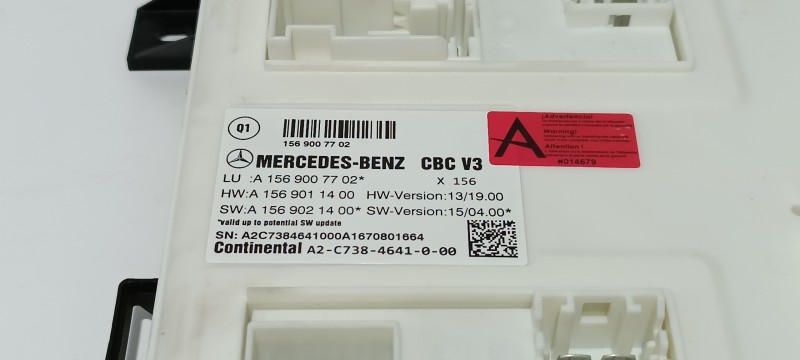 Q1
156 900 77 02
MERCEDES-BENZ CBC V3
LU :A 156 900 77 02* X 156
HW:A 156 901 14 00 HW-Version:13/19.00
SW:A 156 902 14 00* SW-Version:15/04.00*
*valid up to potential SW update
SN: A2C7384641000A1670801664
Continental A2-C738-4641-0-00
A
¡Advertencia!
Warning!
Attention !
#014679